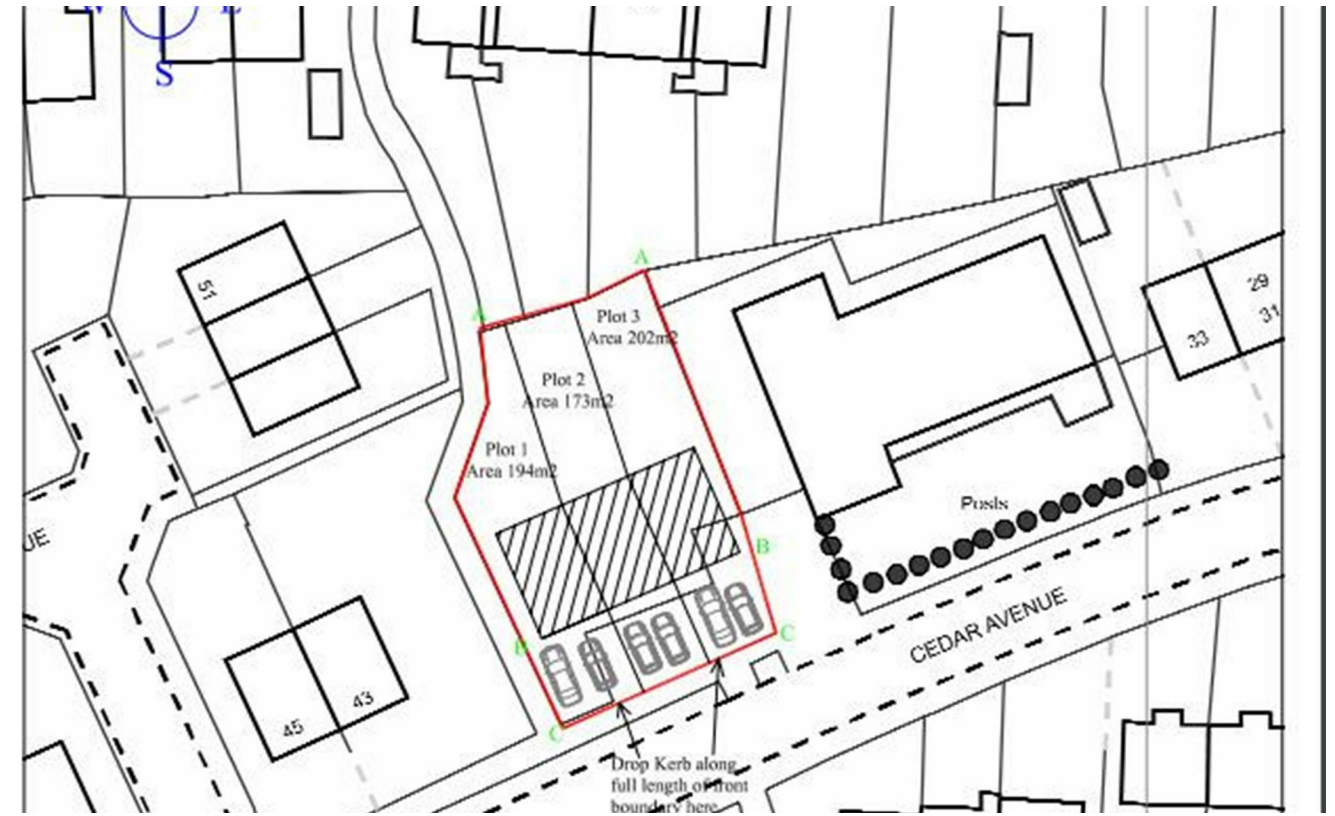 W E
S
51
A
A
Plot 3
Area 202m2
Plot 2
Area 173m2
Plot 1
Area 194m2
29
31
33
Posts
B
B
C
C
CEDAR AVENUE
43
45
UE
Drop Kerb along
full length of front
boundary here